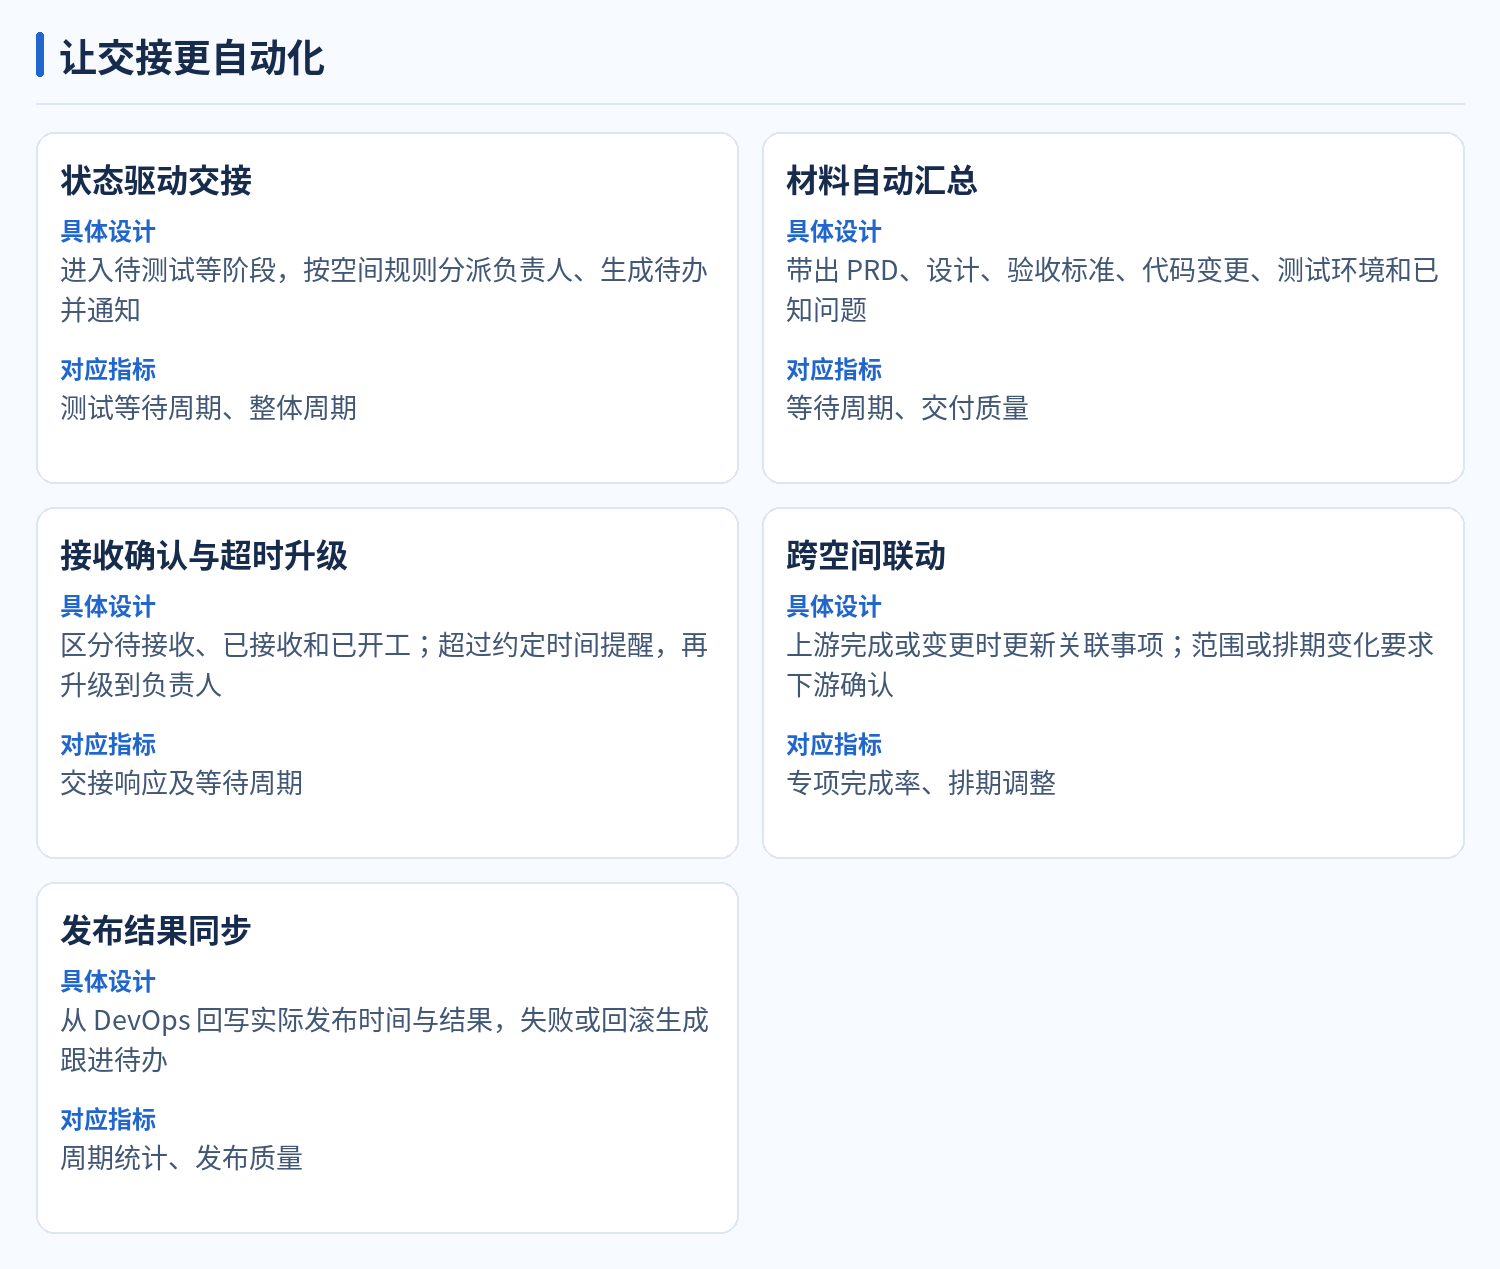 让交接更自动化
状态驱动交接
具体设计
进入待测试等阶段，按空间规则分派负责人、生成待办
并通知
对应指标
测试等待周期、整体周期
材料自动汇总
具体设计
带出 PRD、设计、验收标准、代码变更、测试环境和已
知问题
对应指标
等待周期、交付质量
接收确认与超时升级
具体设计
区分待接收、已接收和已开工；超过约定时间提醒，再
升级到负责人
对应指标
交接响应及等待周期
跨空间联动
具体设计
上游完成或变更时更新关联事项；范围或排期变化要求
下游确认
对应指标
专项完成率、排期调整
发布结果同步
具体设计
从 DevOps 回写实际发布时间与结果，失败或回滚生成
跟进待办
对应指标
周期统计、发布质量